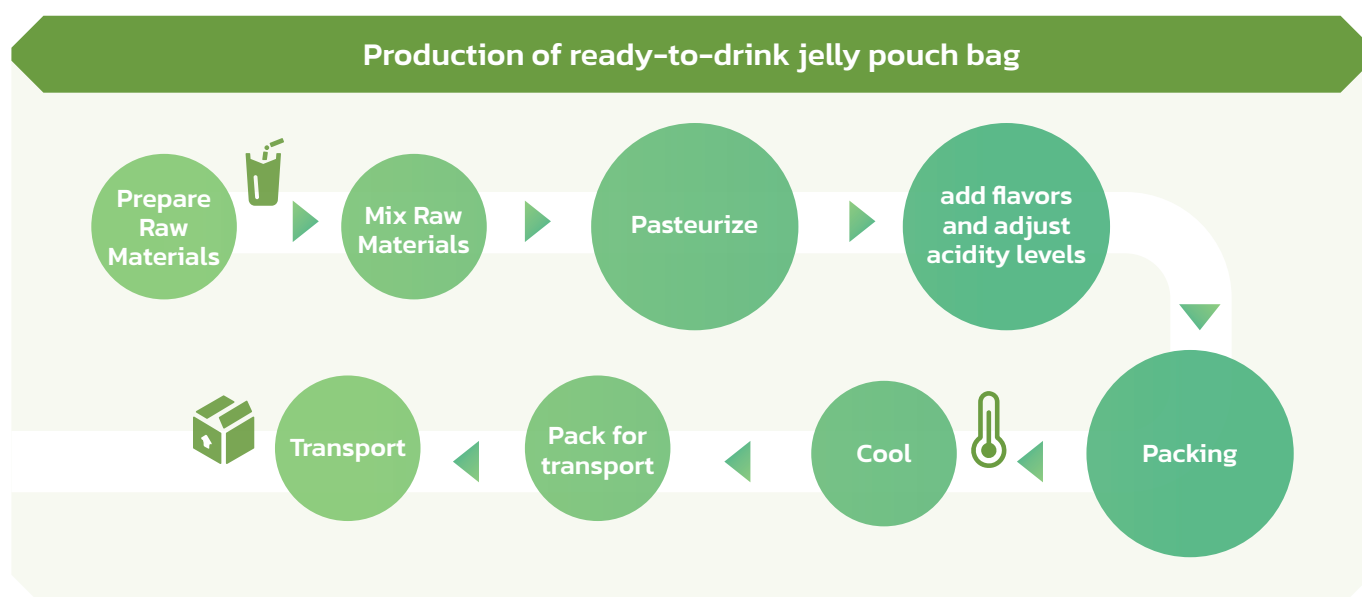 Production of ready-to-drink jelly pouch bag
Prepare
Raw
Materials
Mix Raw
Materials
Pasteurize
add flavors
and adjust
acidity levels
Packing
Cool
Pack for
transport
Transport